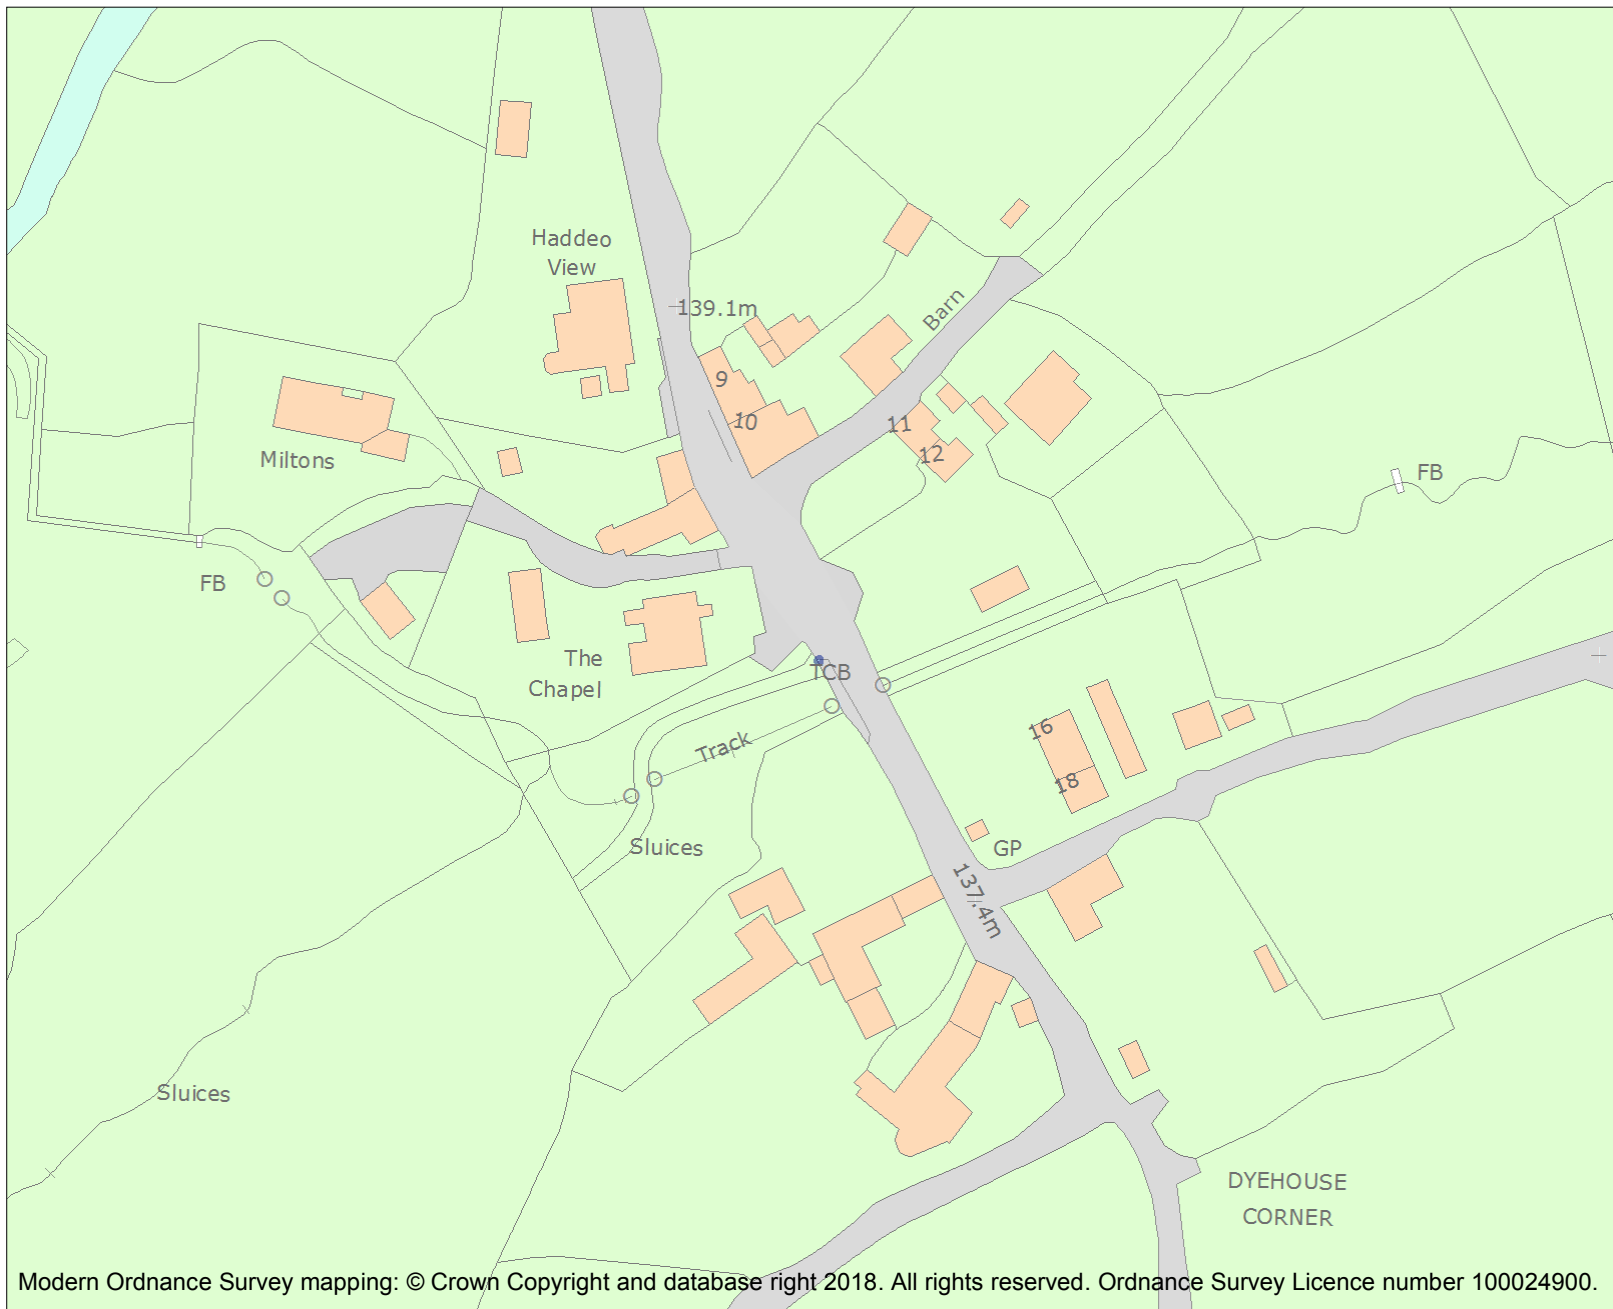 Haddeo
View
139.1m
Barn
9
10
11
12
Miltons
FB
FB
The
Chapel
TCB
Track
16
18
Sluices
GP
137.4m
Sluices
DYEHOUSE
CORNER
Modern Ordnance Survey mapping: © Crown Copyright and database right 2018. All rights reserved. Ordnance Survey Licence number 100024900.